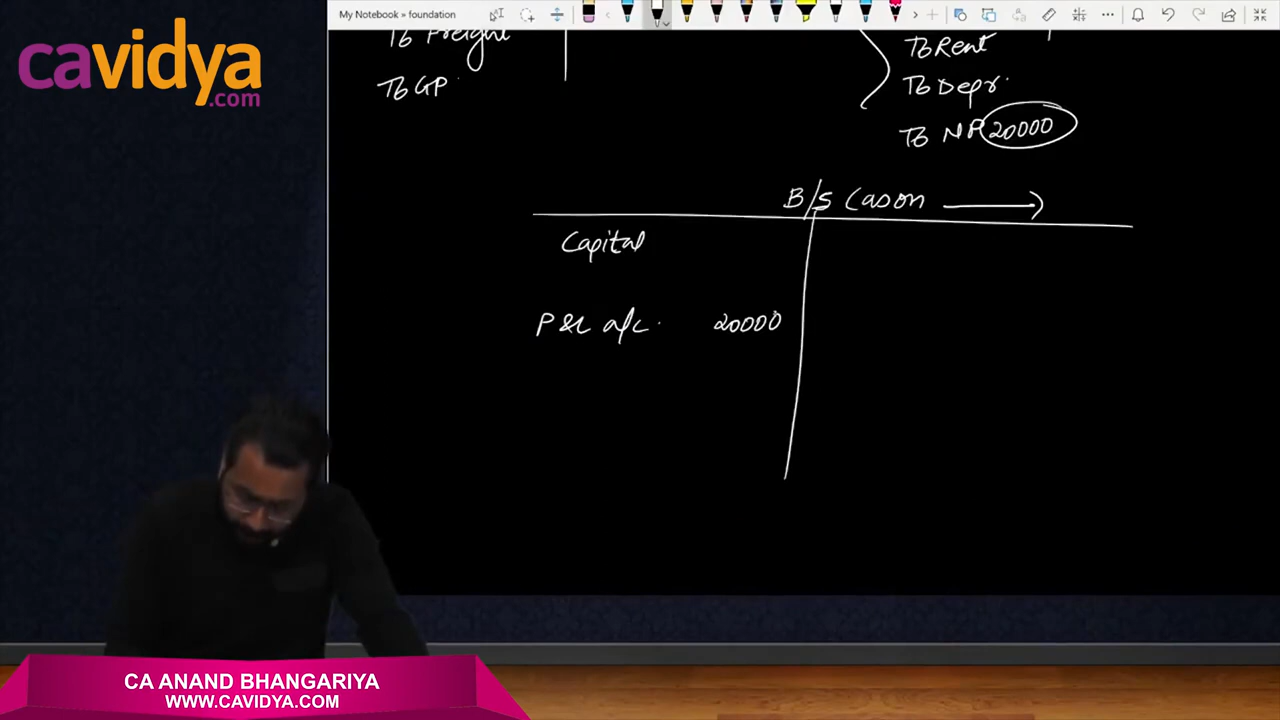 cavidya
.com
My Notebook » foundation
To Freight
To GP
To Rent
To Depr.
To NP 20000
B/S (as on
Capital
P&L a/c. 20000
CA ANAND BHANGARIYA
WWW.CAVIDYA.COM